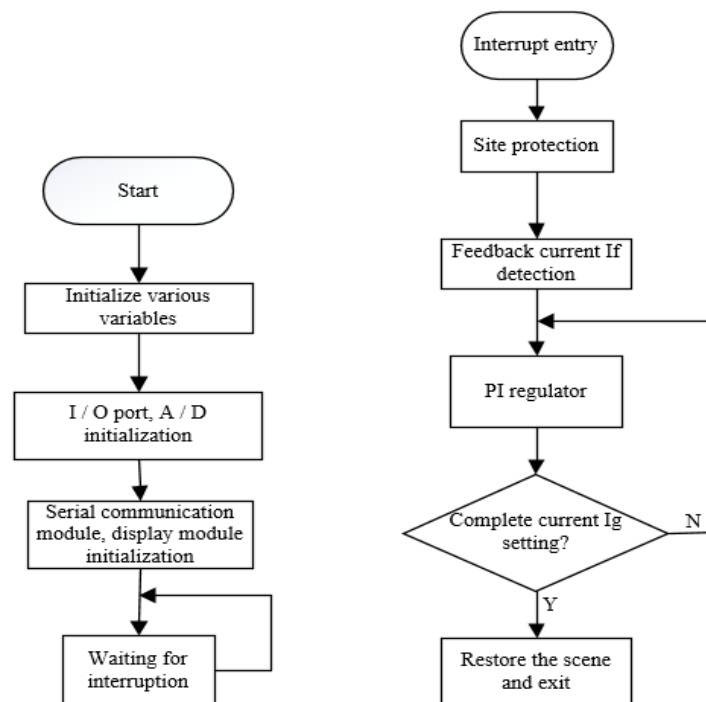 Start
Initialize various
variables
I / O port, A / D
initialization
Serial communication
module, display module
initialization
Waiting for
interruption
Interrupt entry
Site protection
Feedback current If
detection
PI regulator
Complete current Ig
setting?
N
Y
Restore the scene
and exit